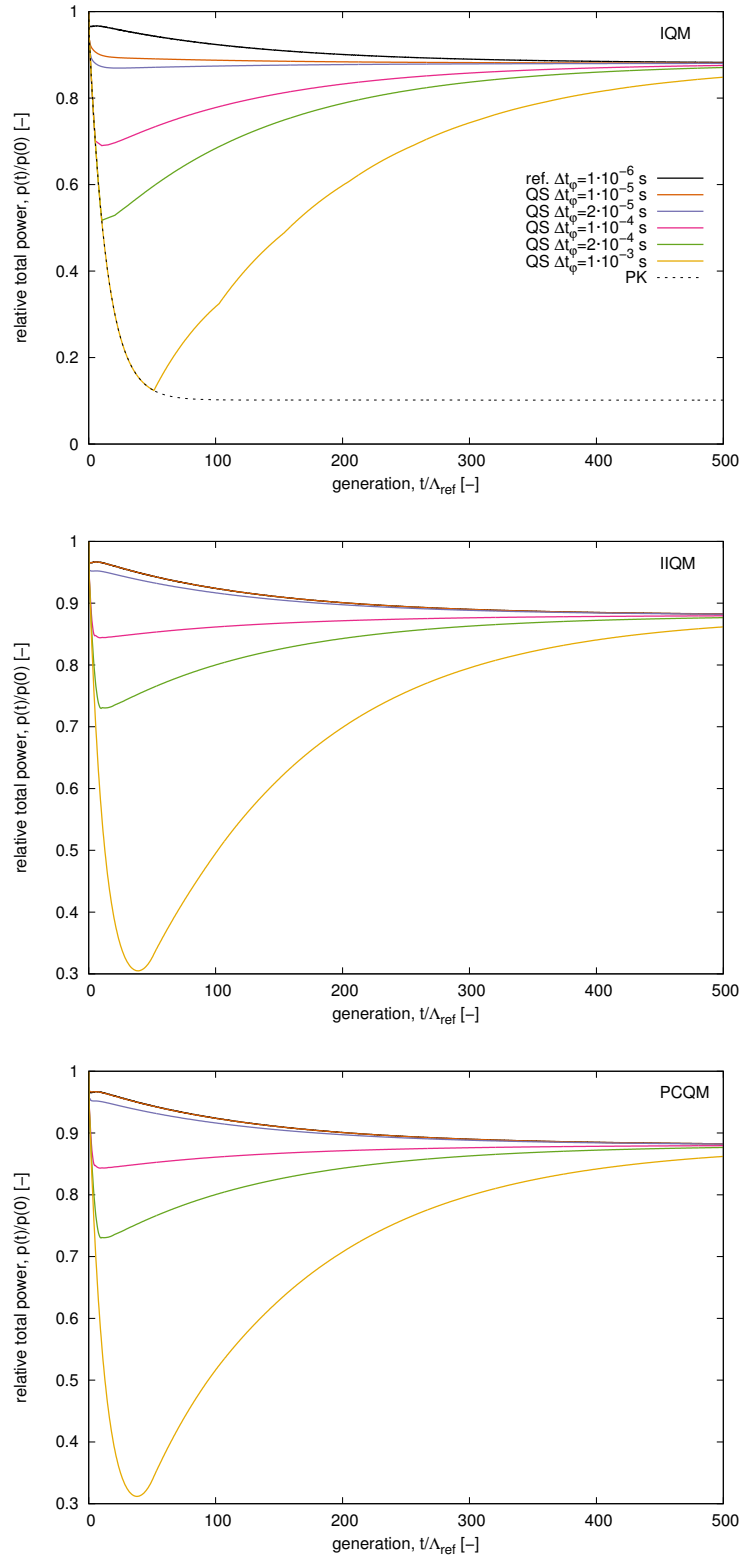 IQM
1
0.8
0.6
0.4
0.2
0
relative total power, p(t)/p(0) [−]
ref. Δtφ=1·10⁻⁶ s
QS Δtφ=1·10⁻⁵ s
QS Δtφ=2·10⁻⁵ s
QS Δtφ=1·10⁻⁴ s
QS Δtφ=2·10⁻⁴ s
QS Δtφ=1·10⁻³ s
PK
0 100 200 300 400 500
generation, t/Λref [−]
IIQM
1
0.9
0.8
0.7
0.6
0.5
0.4
0.3
relative total power, p(t)/p(0) [−]
0 100 200 300 400 500
generation, t/Λref [−]
PCQM
1
0.9
0.8
0.7
0.6
0.5
0.4
0.3
relative total power, p(t)/p(0) [−]
0 100 200 300 400 500
generation, t/Λref [−]